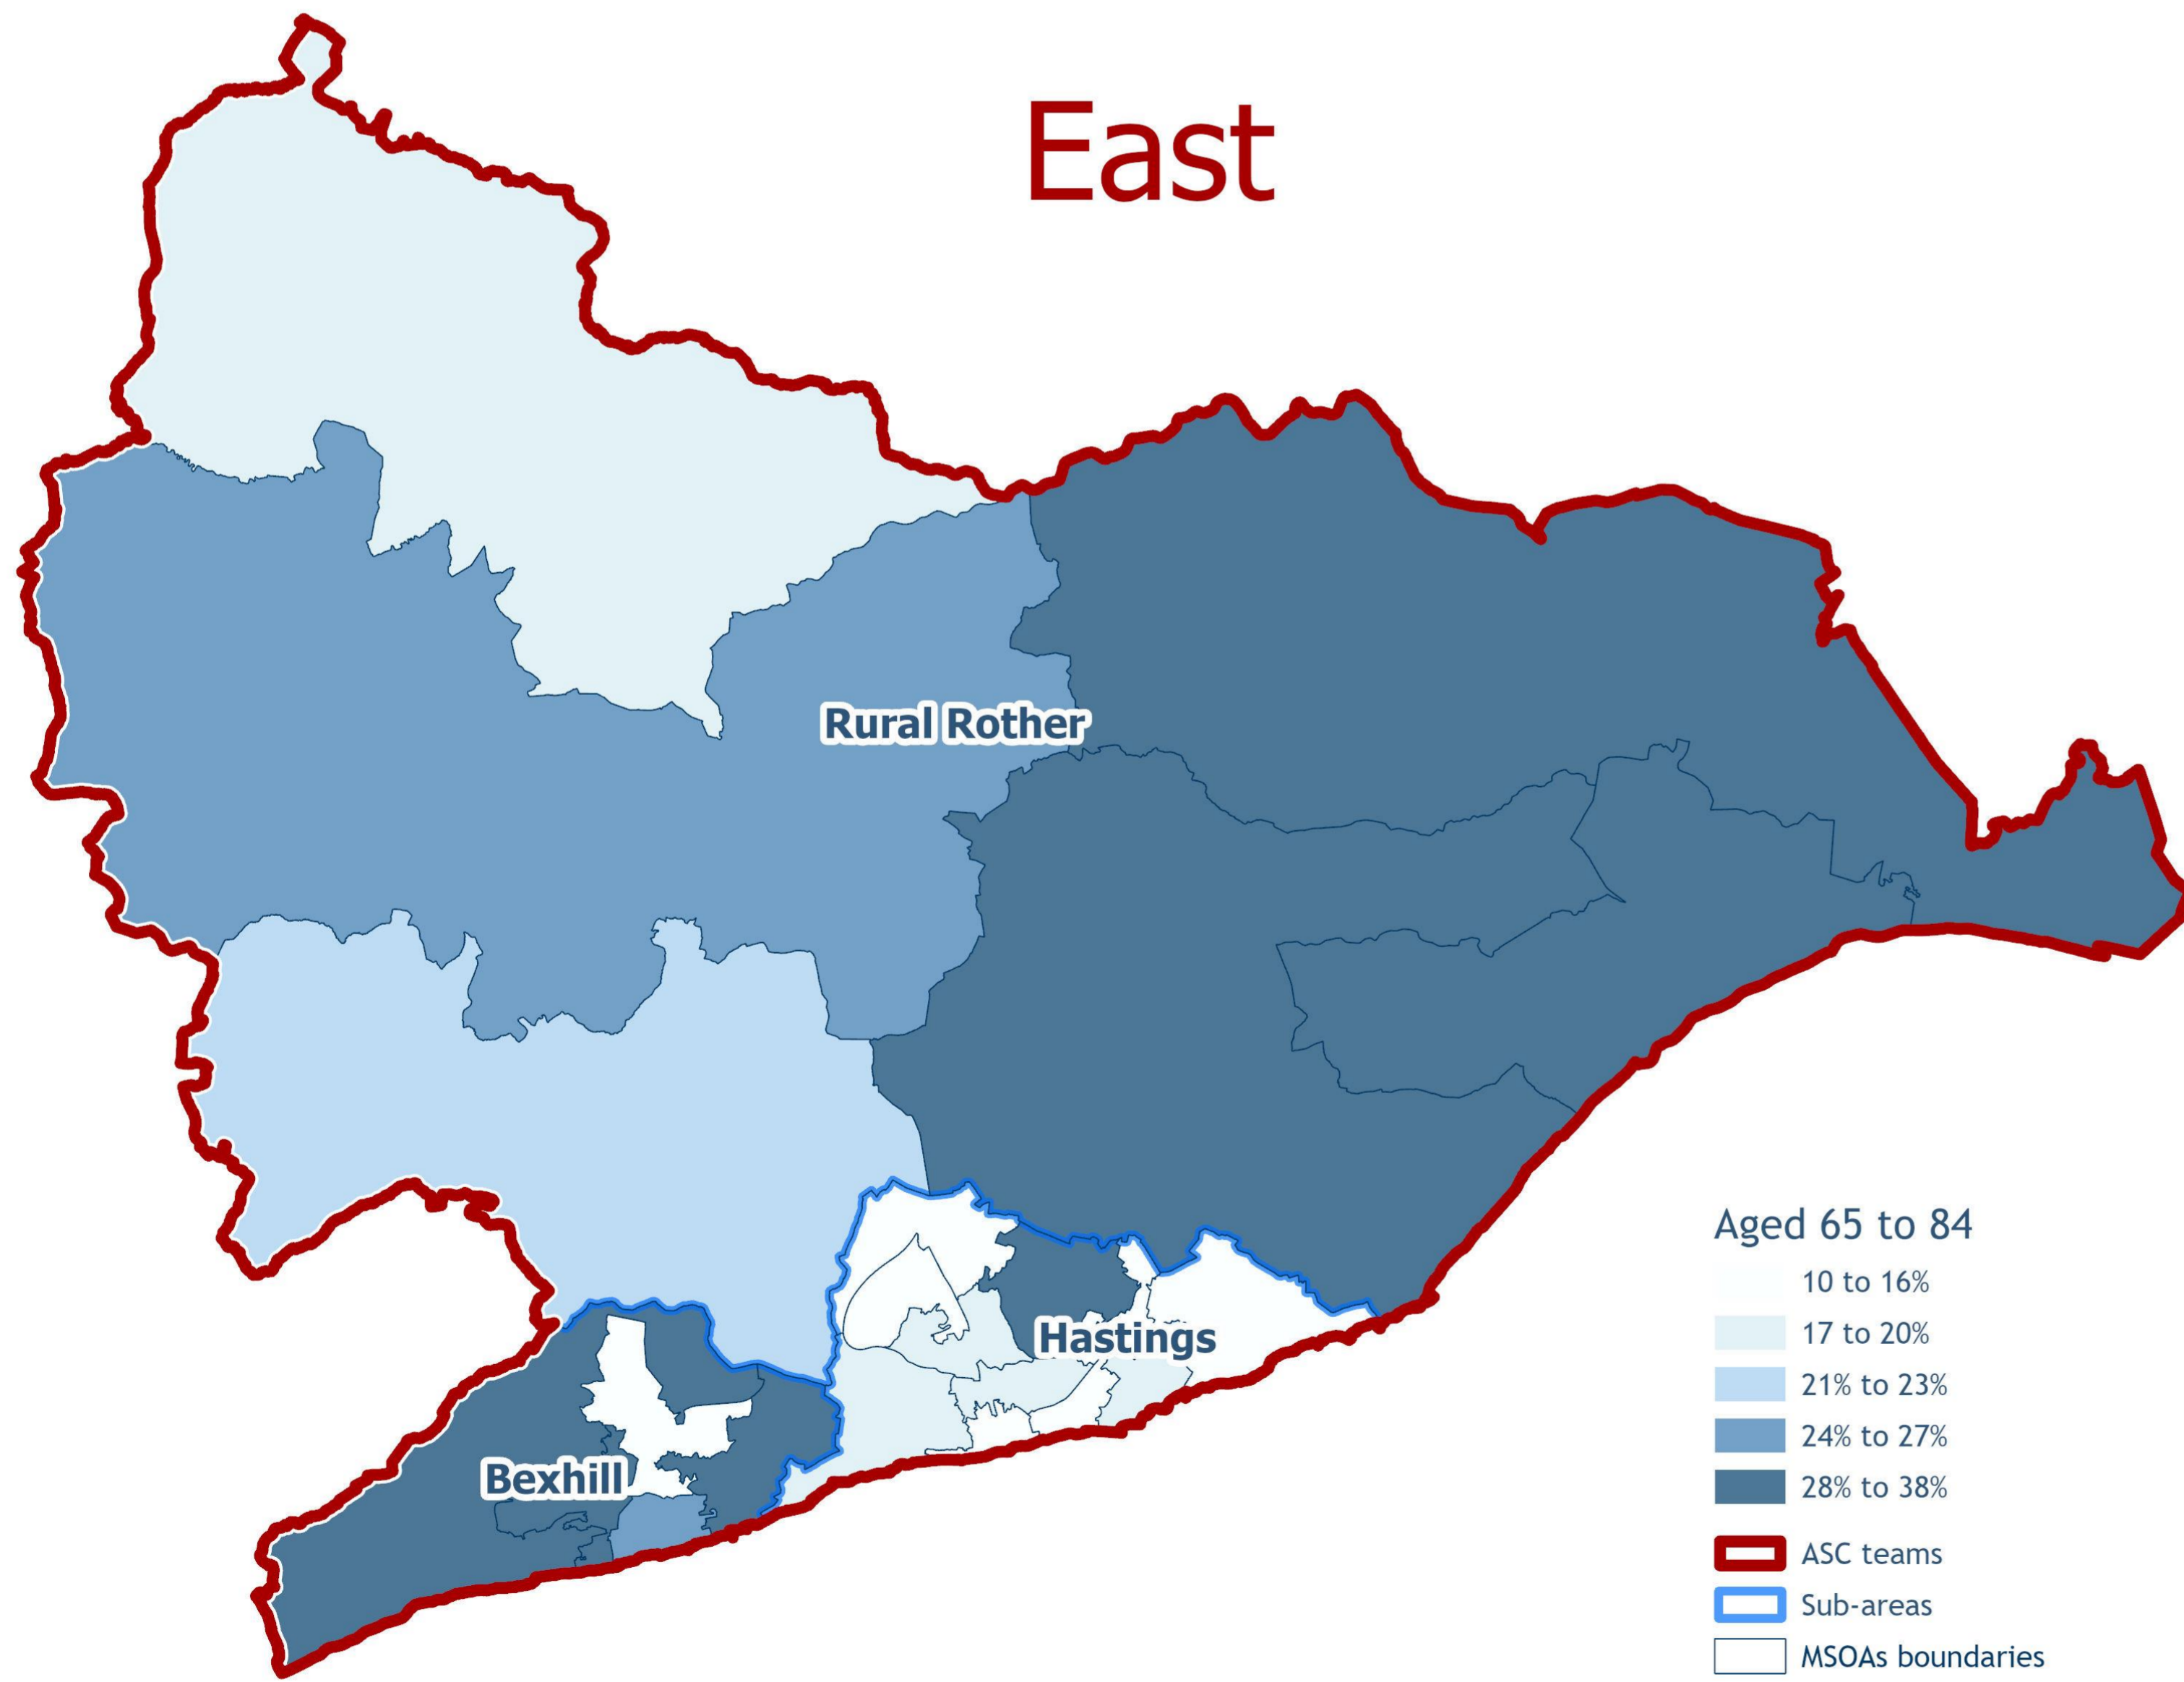 East
Rural Rother
Hastings
Bexhill
Aged 65 to 84
10 to 16%
17 to 20%
21% to 23%
24% to 27%
28% to 38%
ASC teams
Sub-areas
MSOAs boundaries